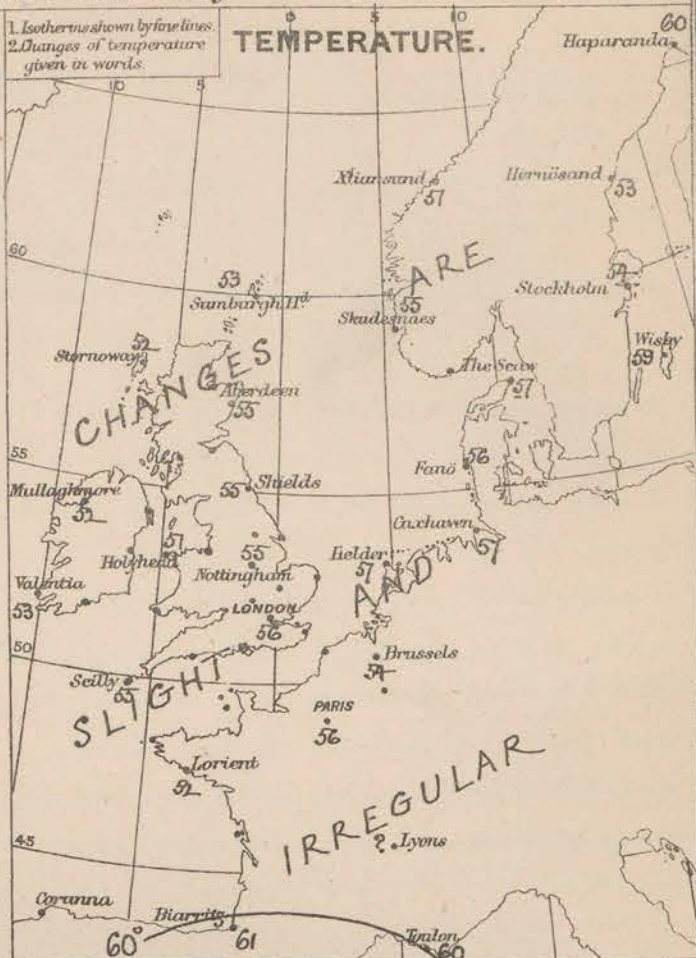 1. Isotherms shown by fine lines.
2. Changes of temperature
given in words.
TEMPERATURE.
0
5
10
5
10
60
Haparanda
Xtiansund
57
Hernösand
53
60
53
Sumburgh Hd.
ARE
54
Stockholm
55
Skudesnaes
52
Stornoway
CHANGES
Wisby
59
The Scaw
57
Aberdeen
55
55
Fanö
56
Mullaghmore
52
55
Shields
Cuxhaven
57
57
Holyhead
55
Nottingham
Helder
57
AND
Valentia
53
LONDON
56
50
Brussels
54
Scilly
55
SLIGHT
PARIS
56
Lorient
52
IRREGULAR
45
? Lyons
Corunna
Biarritz
60°
61
Toulon
60